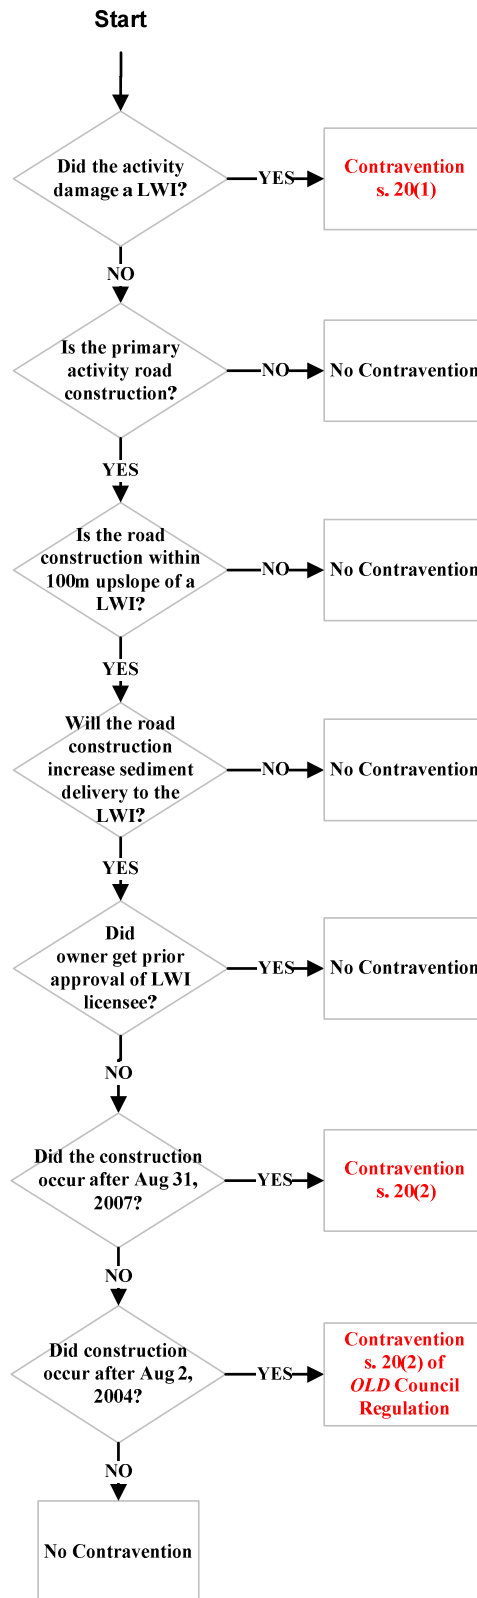 Start
Did the activity
damage a LWI?
YES
Contravention
s. 20(1)
NO
Is the primary
activity road
construction?
NO
No Contravention
YES
Is the road
construction within
100m upslope of a
LWI?
NO
No Contravention
YES
Will the road
construction
increase sediment
delivery to the
LWI?
NO
No Contravention
YES
Did
owner get prior
approval of LWI
licensee?
YES
No Contravention
NO
Did the construction
occur after Aug 31,
2007?
YES
Contravention
s. 20(2)
NO
Did construction
occur after Aug 2,
2004?
YES
Contravention
s. 20(2) of
OLD Council
Regulation
NO
No Contravention